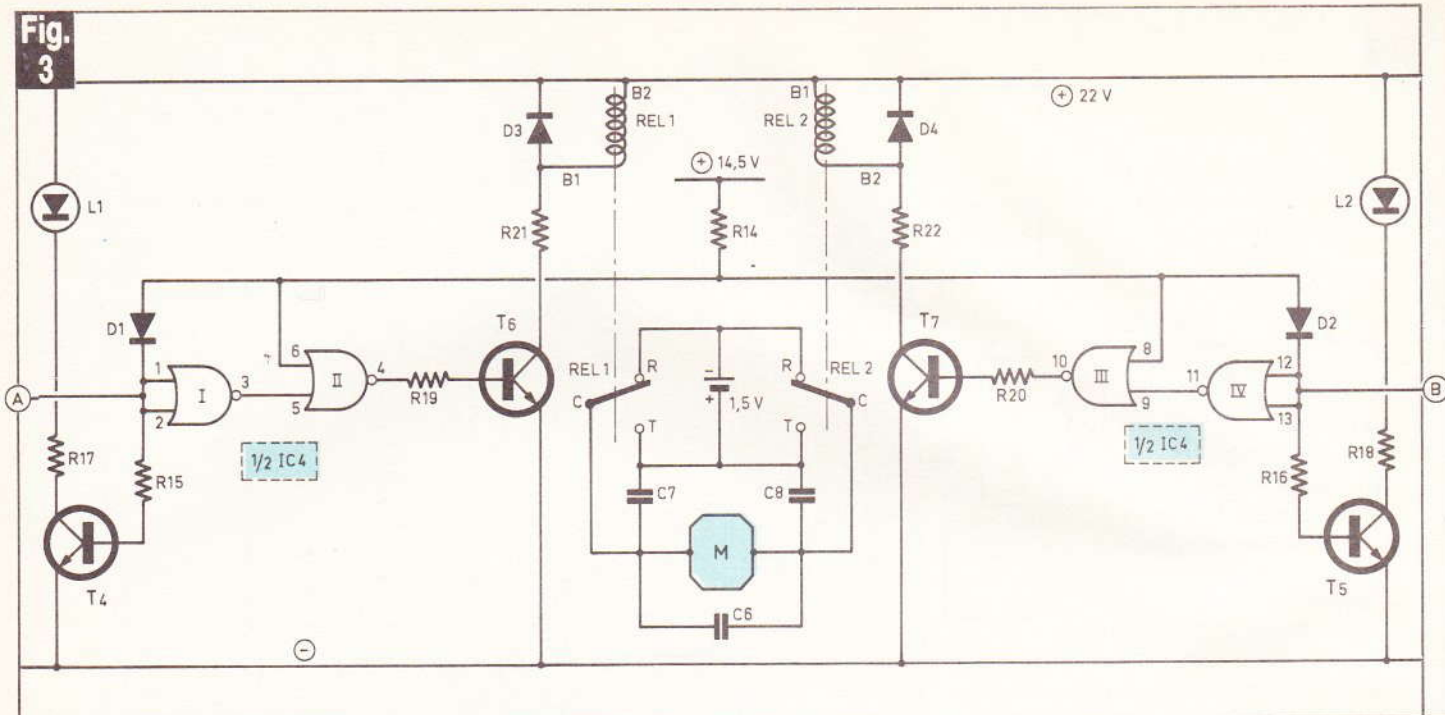 Fig.
3
B2
B1
+ 22 V
D3
REL 1
REL 2
D4
+ 14,5 V
B1
B2
L1
L2
R21
R14
R22
D1
T6
T7
D2
6
4
10
8
12
REL 1
R
-
R
REL 2
1
3
II
III
11
A
I
R19
C
+
1,5 V
C
R20
IV
B
2
5
9
13
T
T
R17
R15
1/2 IC4
1/2 IC4
R16
R18
C7
C8
M
T4
T5
C6
-